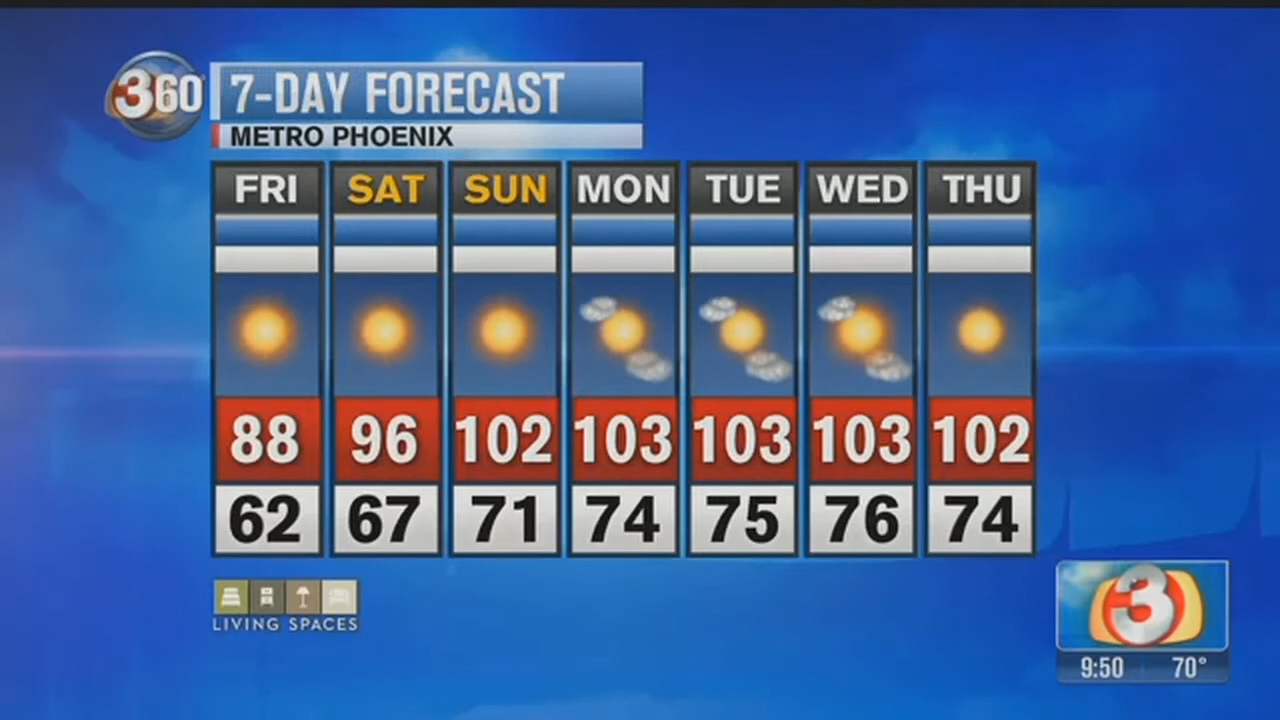 360
7-DAY FORECAST
METRO PHOENIX
FRI SAT SUN MON TUE WED THU
88 96 102 103 103 103 102
62 67 71 74 75 76 74
LIVING SPACES
3
9:50 70°